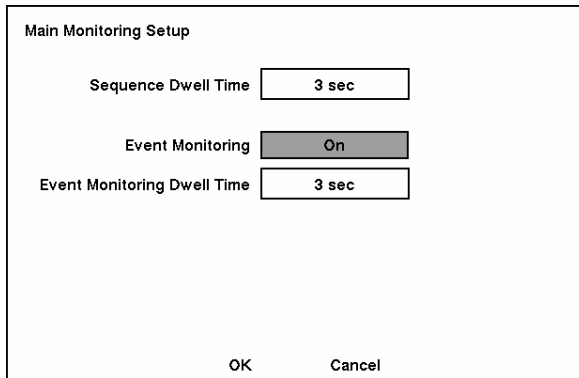 Main Monitoring Setup
Sequence Dwell Time 3 sec
Event Monitoring On
Event Monitoring Dwell Time 3 sec
OK Cancel